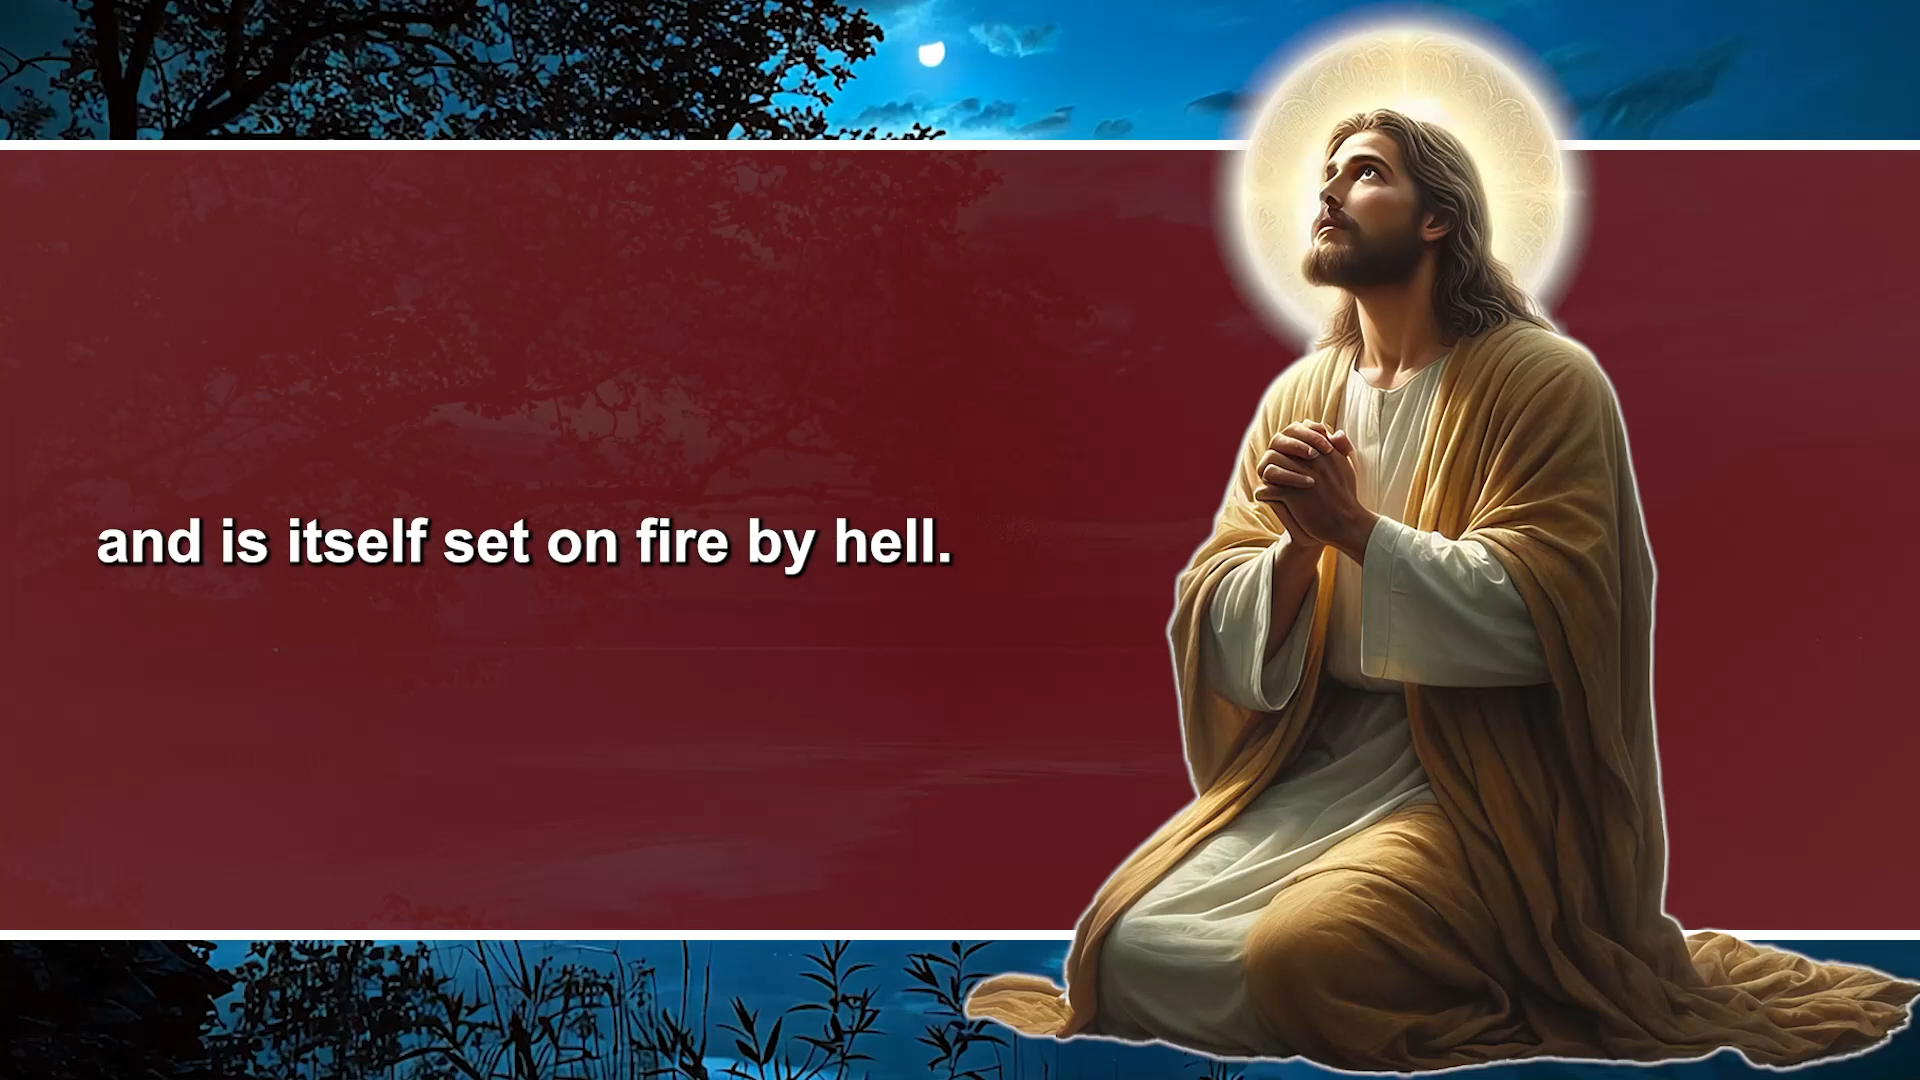 and is itself set on fire by hell.